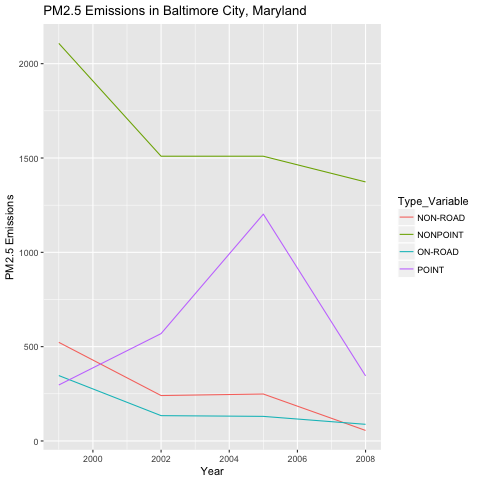 PM2.5 Emissions in Baltimore City, Maryland
2000
1500
1000
500
0
PM2.5 Emissions
2000 2002 2004 2006 2008
Year
Type_Variable
NON-ROAD
NONPOINT
ON-ROAD
POINT